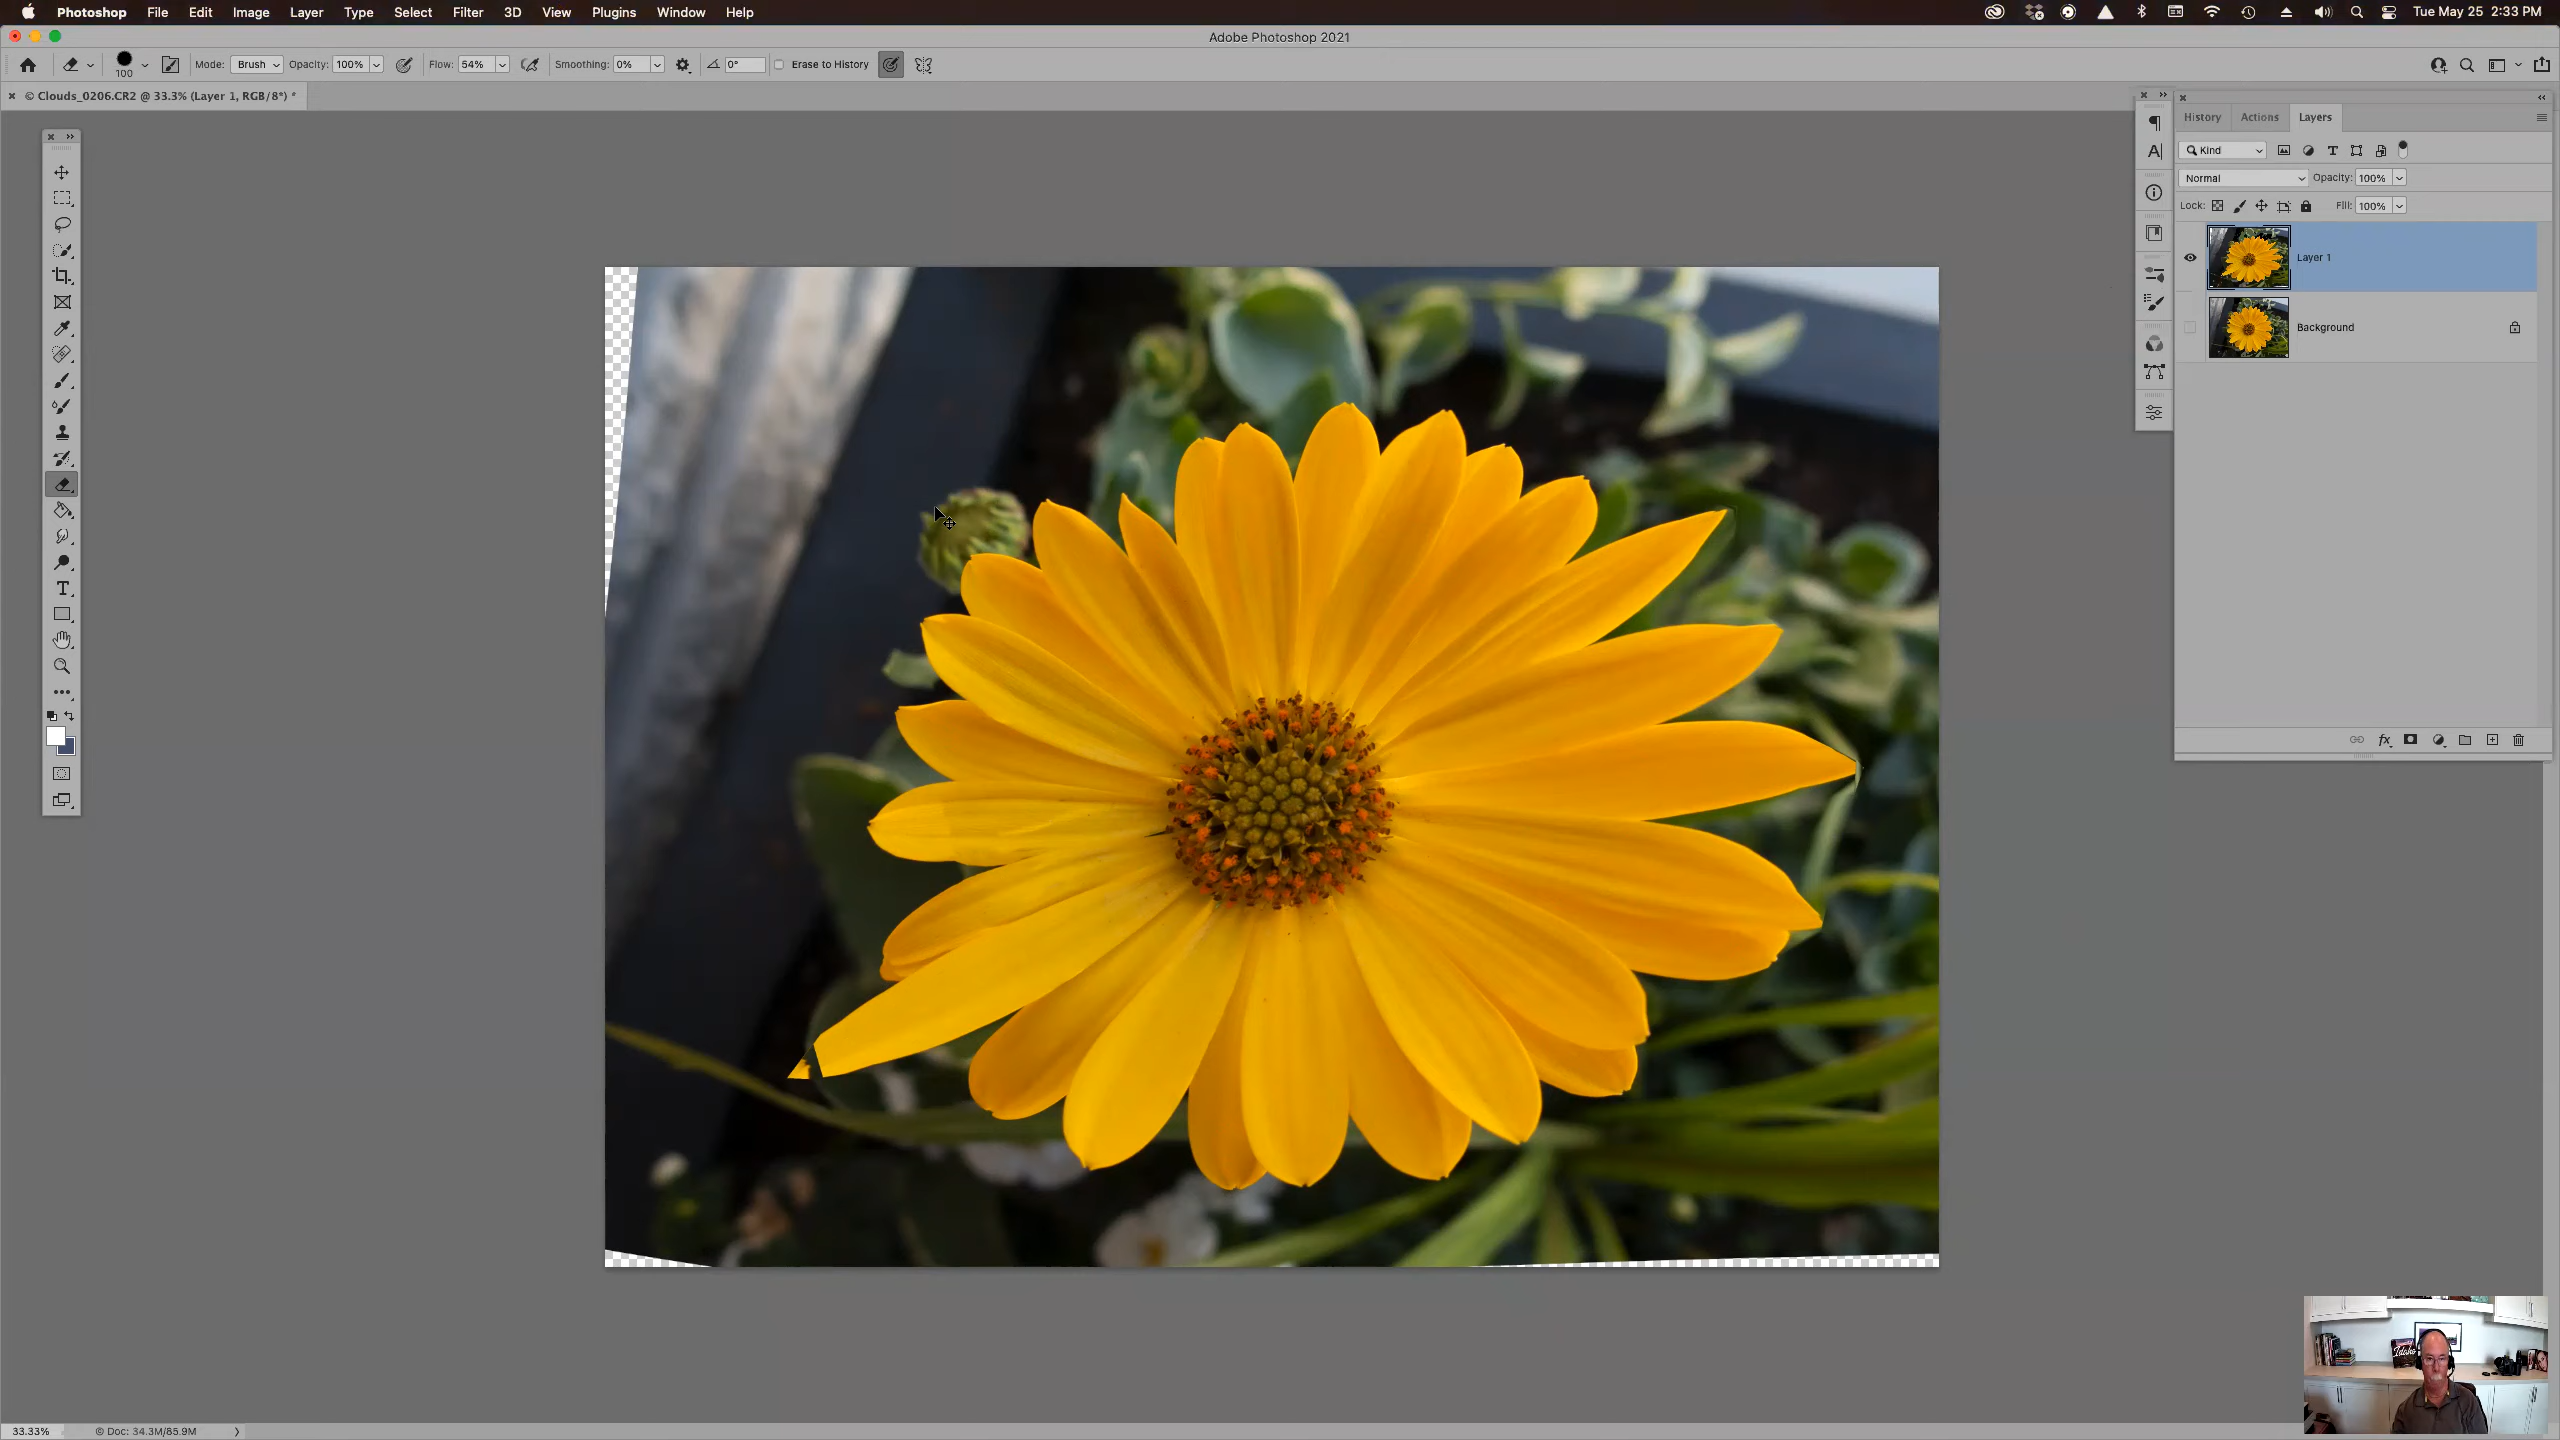 Photoshop File Edit Image Layer Type Select Filter 3D View Plugins Window Help Tue May 25 2:33 PM
Adobe Photoshop 2021
100 Mode: Brush Opacity: 100% Flow: 54% Smoothing: 0% 0° Erase to History
© Clouds_0206.CR2 @ 33.3% (Layer 1, RGB/8*) *
History Actions Layers
Kind
Normal Opacity: 100%
Lock: Fill: 100%
Layer 1
Background
Idaho
33.33% © Doc: 34.3M/85.9M